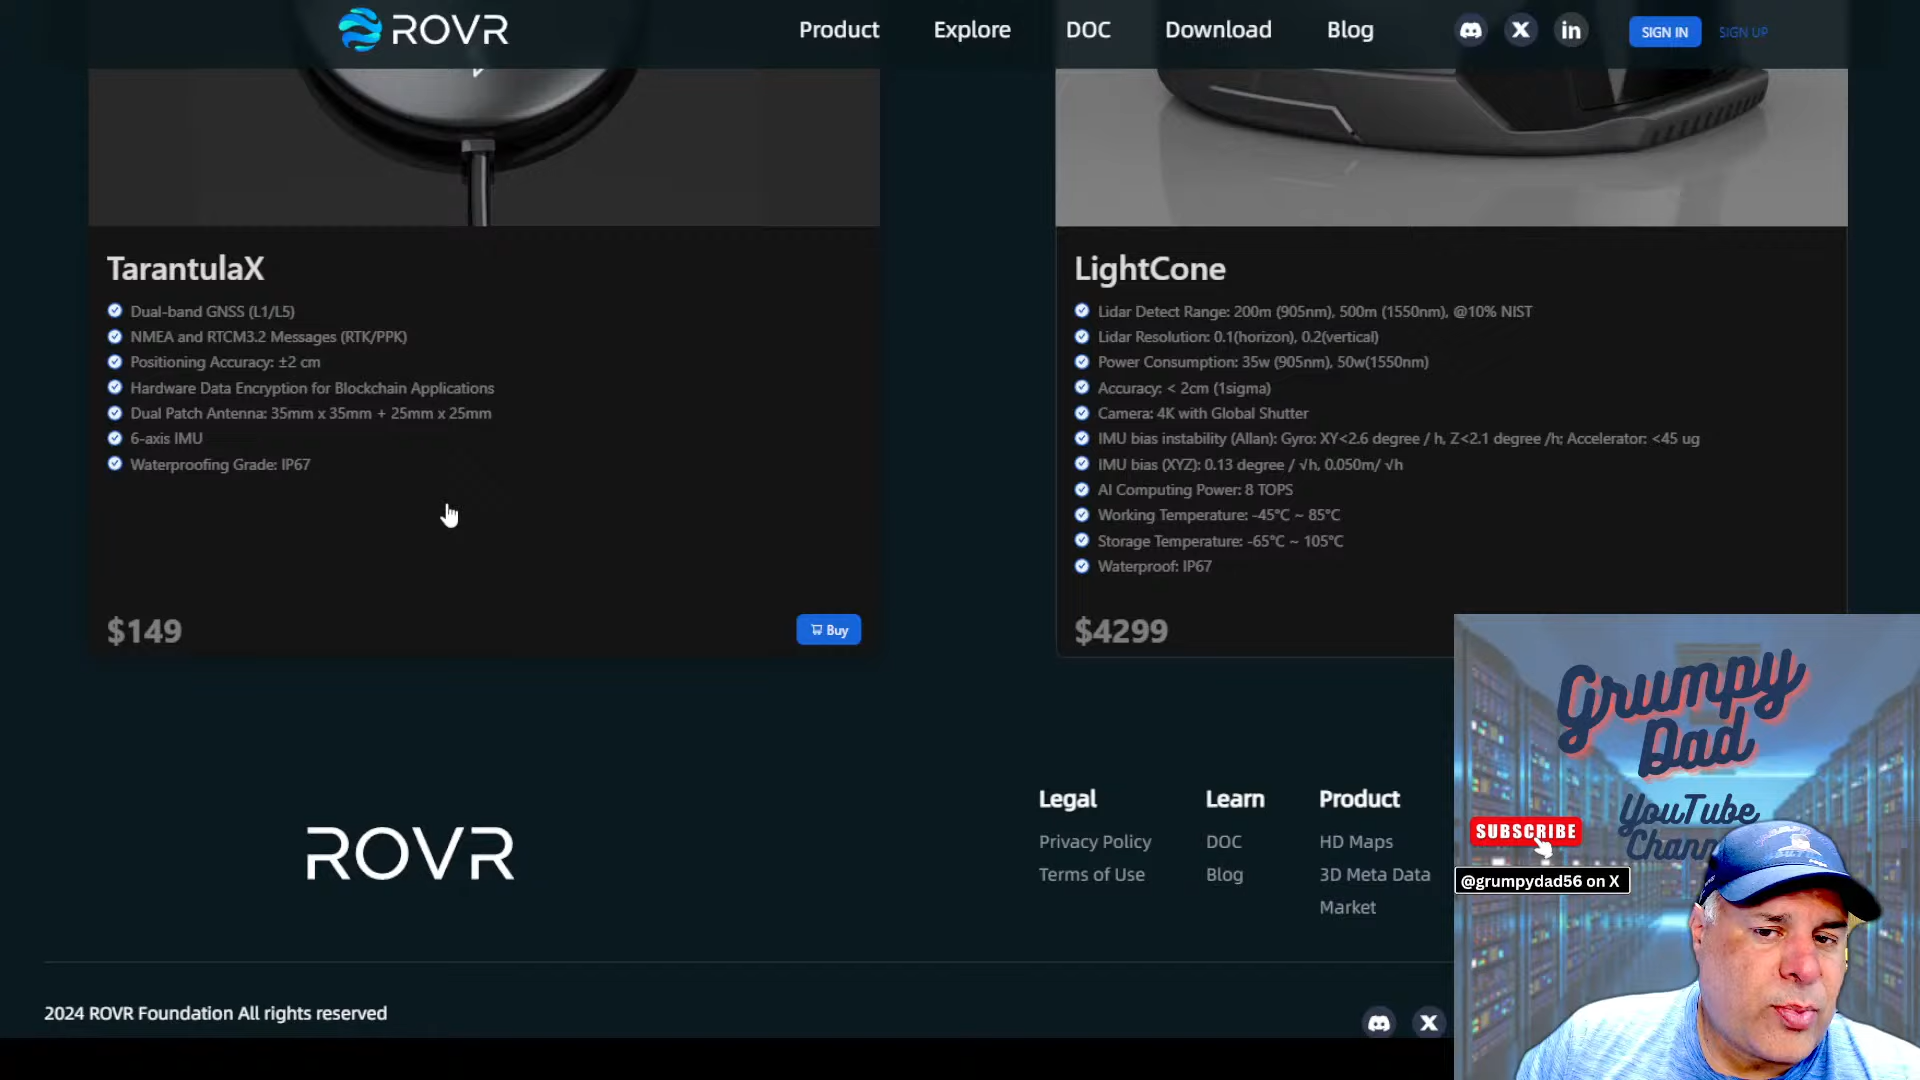 ROVR
Product
Explore
DOC
Download
Blog
SIGN IN
SIGN UP
TarantulaX
Dual-band GNSS (L1/L5)
NMEA and RTCM3.2 Messages (RTK/PPK)
Positioning Accuracy: ±2 cm
Hardware Data Encryption for Blockchain Applications
Dual Patch Antenna: 35mm x 35mm + 25mm x 25mm
6-axis IMU
Waterproofing Grade: IP67
$149
Buy
LightCone
Lidar Detect Range: 200m (905nm), 500m (1550nm), @10% NIST
Lidar Resolution: 0.1(horizon), 0.2(vertical)
Power Consumption: 35w (905nm), 50w(1550nm)
Accuracy: < 2cm (1sigma)
Camera: 4K with Global Shutter
IMU bias instability (Allan): Gyro: XY<2.6 degree / h, Z<2.1 degree /h; Accelerator: <45 ug
IMU bias (XYZ): 0.13 degree / √h, 0.050m/ √h
AI Computing Power: 8 TOPS
Working Temperature: -45°C ~ 85°C
Storage Temperature: -65°C ~ 105°C
Waterproof: IP67
$4299
ROVR
Legal
Privacy Policy
Terms of Use
Learn
DOC
Blog
Product
HD Maps
3D Meta Data
Market
2024 ROVR Foundation All rights reserved
Grumpy
Dad
YouTube
SUBSCRIBE
@grumpydad56 on X